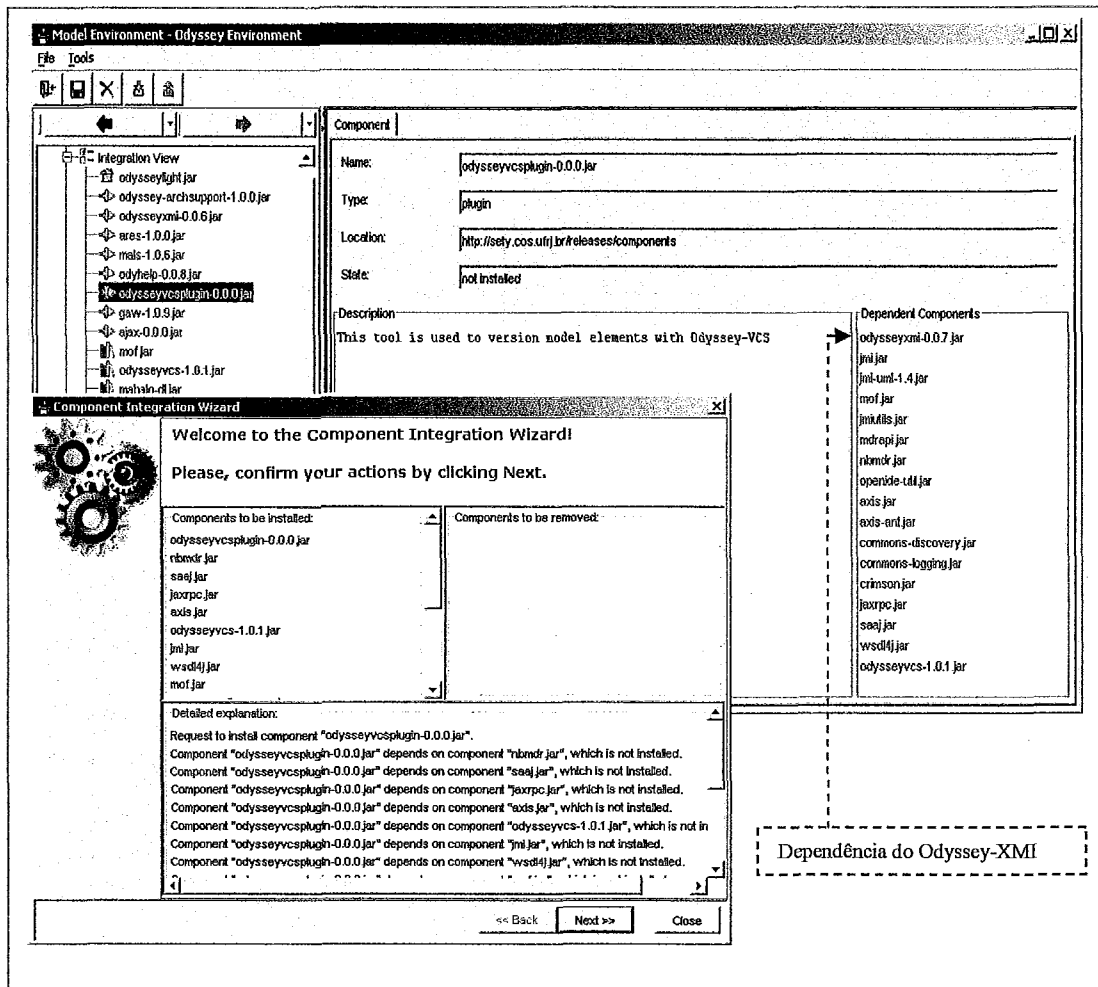 Model Environment - Odyssey Environment
File Tools
Component
Integration View
odysseylight.jar
odyssey-archsupport-1.0.0.jar
odysseyxmi-0.0.6.jar
ares-1.0.0.jar
mais-1.0.6.jar
odyhelp-0.0.8.jar
odysseyvcsplugin-0.0.0.jar
gaw-1.0.9.jar
ajax-0.0.0.jar
mof.jar
odysseyvcs-1.0.1.jar
mahalo-dl.jar
Name: odysseyvcsplugin-0.0.0.jar
Type: plugin
Location: http://sety.cos.ufrj.br/releases/components
State: not installed
Description
This tool is used to version model elements with Odyssey-VCS
Dependent Components
odysseyxmi-0.0.7.jar
jmi.jar
jmi-uml-1.4.jar
mof.jar
jmiutils.jar
mdrapi.jar
nbmdr.jar
openide-util.jar
axis.jar
axis-ant.jar
commons-discovery.jar
commons-logging.jar
crimson.jar
jaxrpc.jar
saaj.jar
wsdl4j.jar
odysseyvcs-1.0.1.jar
Component Integration Wizard
Welcome to the Component Integration Wizard!
Please, confirm your actions by clicking Next.
Components to be installed:
odysseyvcsplugin-0.0.0.jar
nbmdr.jar
saaj.jar
jaxrpc.jar
axis.jar
odysseyvcs-1.0.1.jar
jmi.jar
wsdl4j.jar
mof.jar
Components to be removed:
Detailed explanation:
Request to install component "odysseyvcsplugin-0.0.0.jar".
Component "odysseyvcsplugin-0.0.0.jar" depends on component "nbmdr.jar", which is not installed.
Component "odysseyvcsplugin-0.0.0.jar" depends on component "saaj.jar", which is not installed.
Component "odysseyvcsplugin-0.0.0.jar" depends on component "jaxrpc.jar", which is not installed.
Component "odysseyvcsplugin-0.0.0.jar" depends on component "axis.jar", which is not installed.
Component "odysseyvcsplugin-0.0.0.jar" depends on component "odysseyvcs-1.0.1.jar", which is not in
Component "odysseyvcsplugin-0.0.0.jar" depends on component "jmi.jar", which is not installed.
Component "odysseyvcsplugin-0.0.0.jar" depends on component "wsdl4j.jar", which is not installed.
<< Back Next >> Close
Dependência do Odyssey-XMI